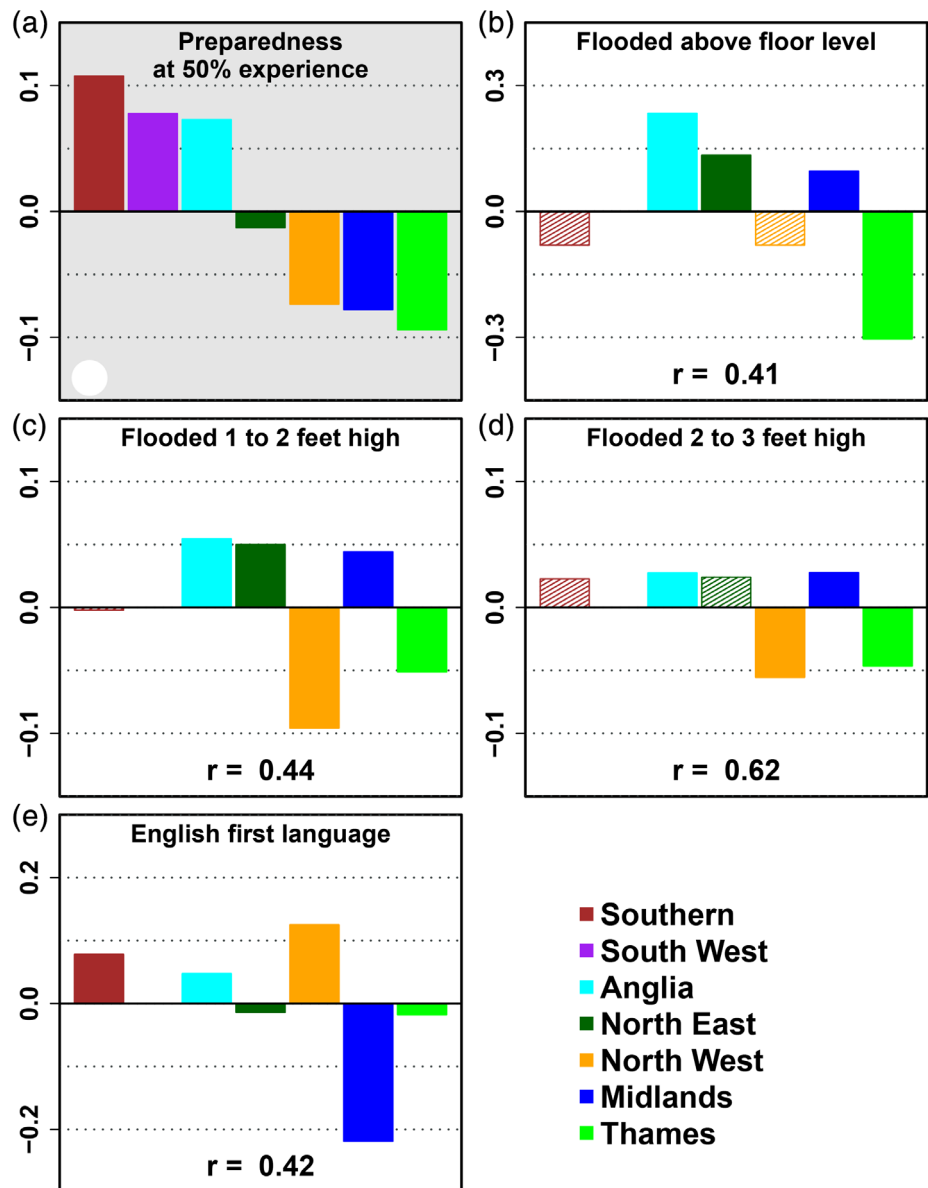 (a)
Preparedness
at 50% experience
0.1
0.0
−0.1
(b)
Flooded above floor level
0.3
0.0
−0.3
r = 0.41
(c)
Flooded 1 to 2 feet high
0.1
0.0
−0.1
r = 0.44
(d)
Flooded 2 to 3 feet high
0.1
0.0
−0.1
r = 0.62
(e)
English first language
0.2
0.0
−0.2
r = 0.42
Southern
South West
Anglia
North East
North West
Midlands
Thames